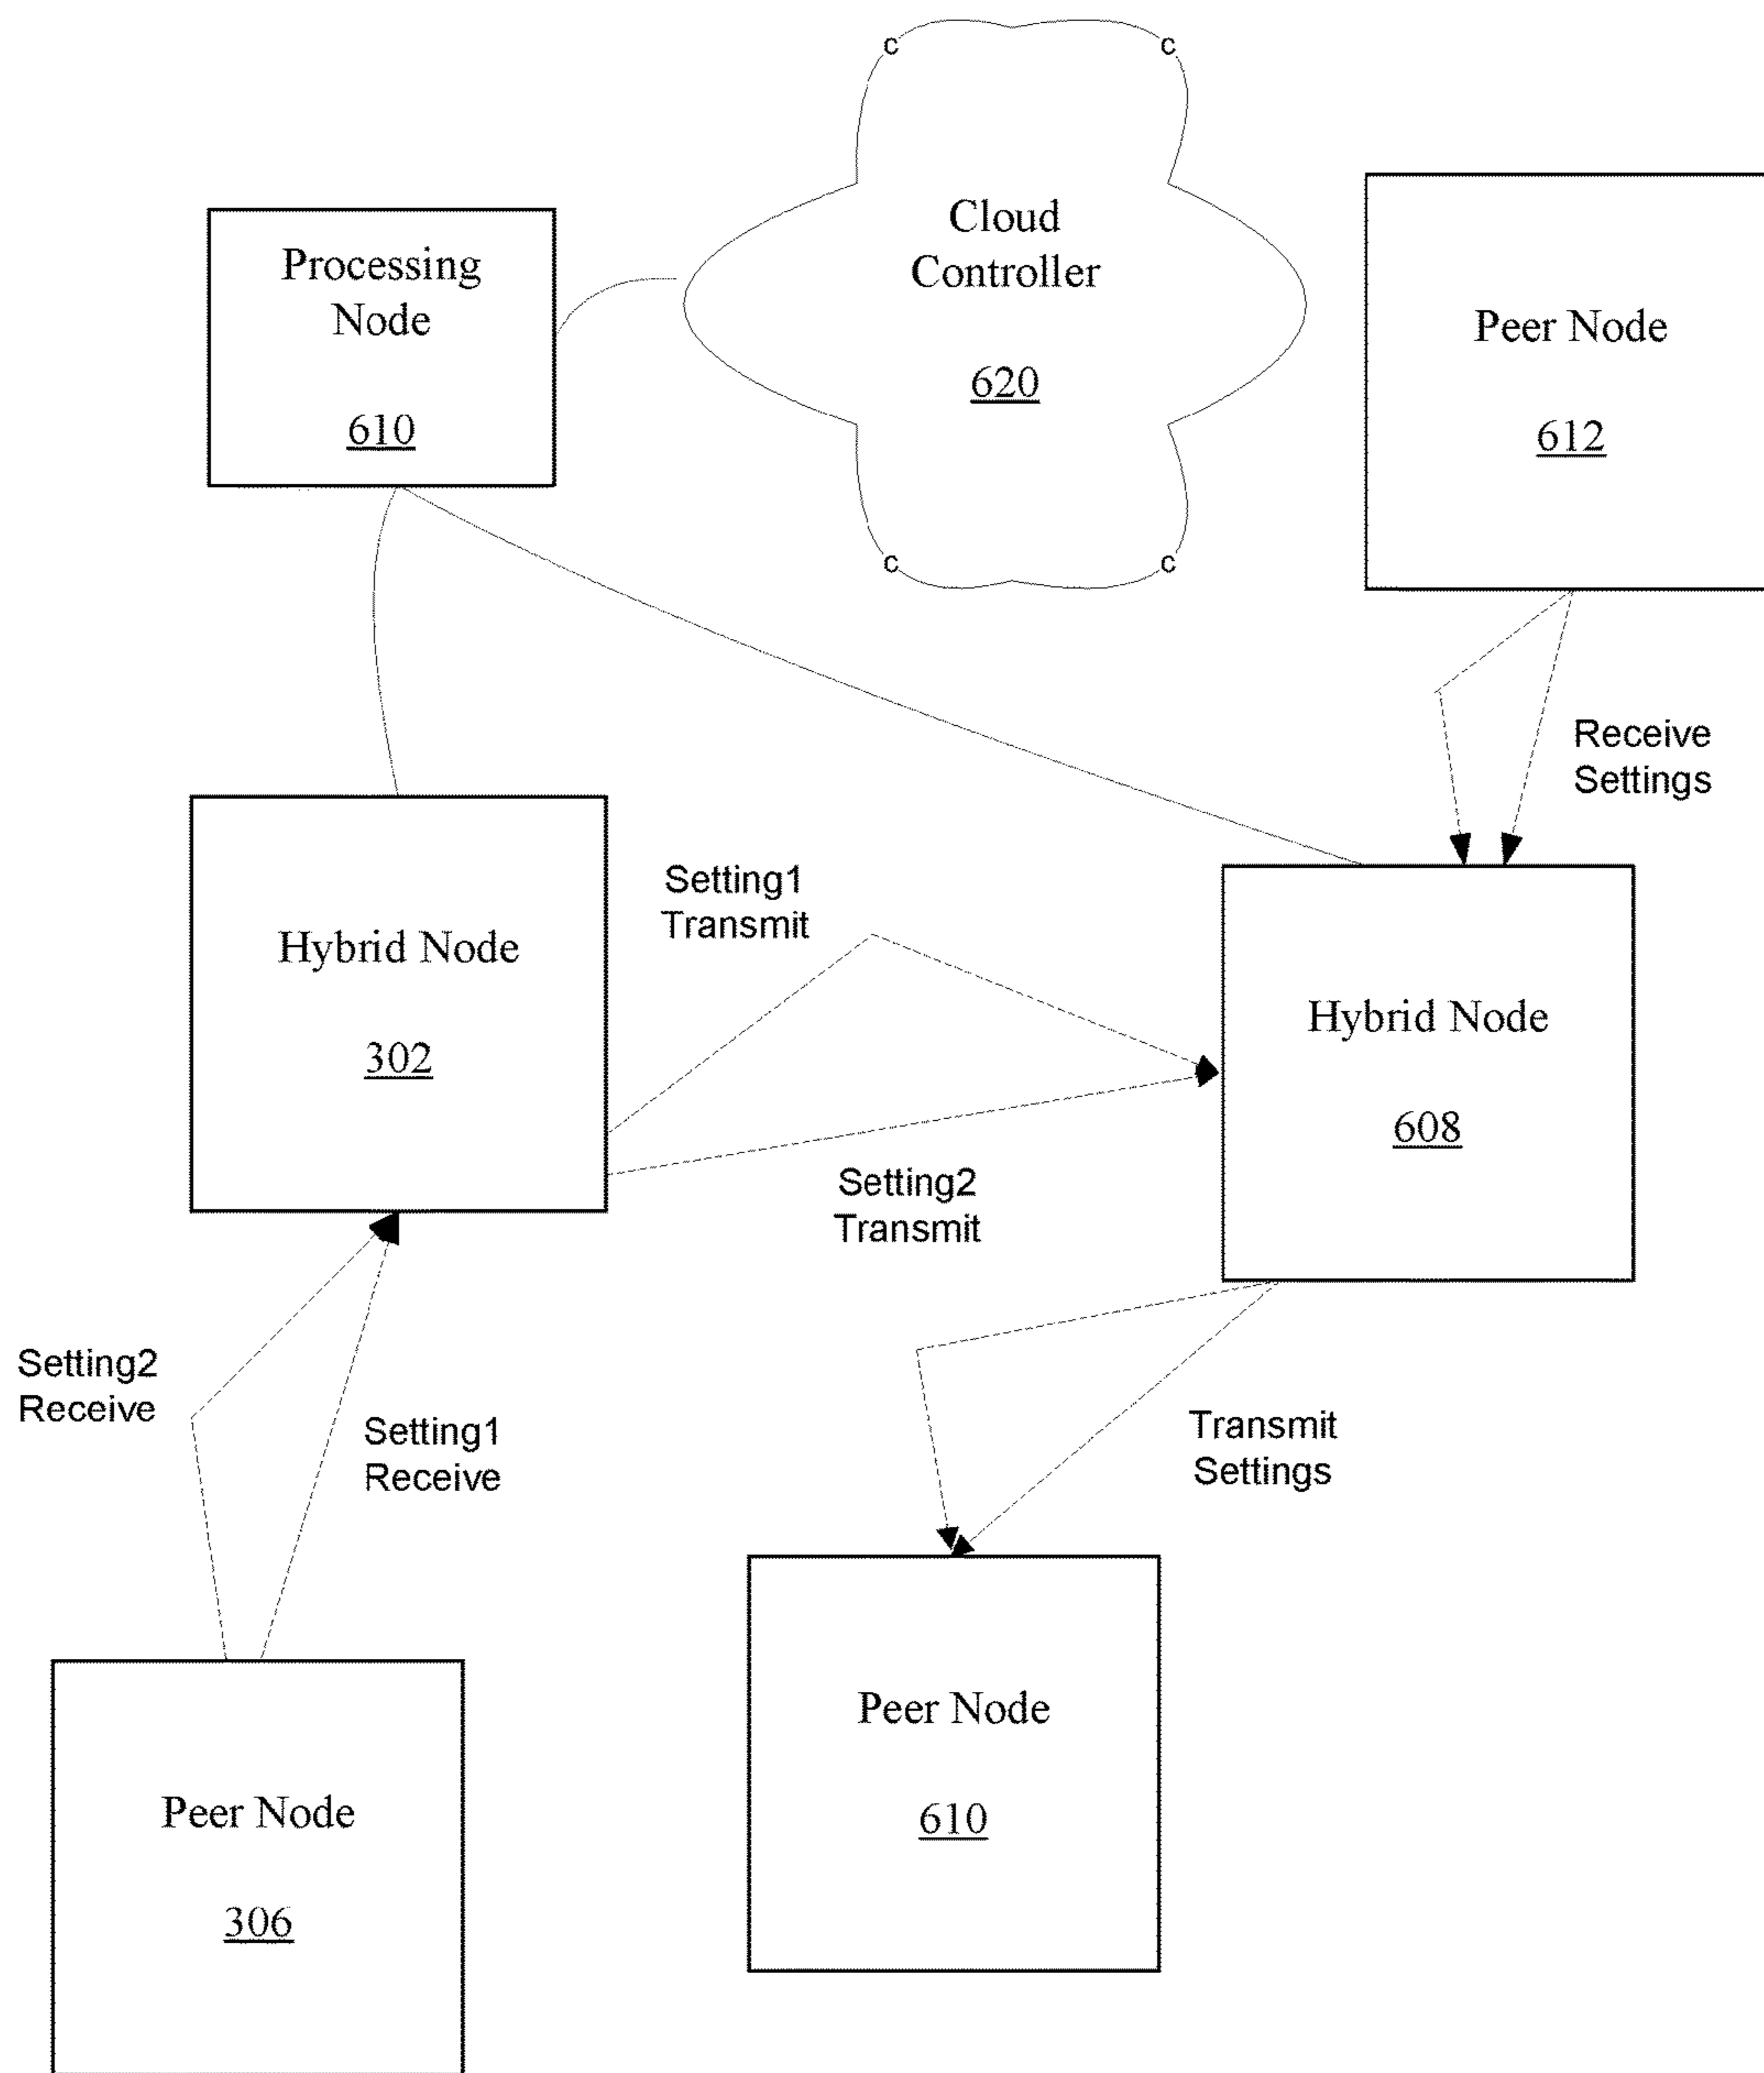 c
c
Cloud
Controller
620
c
c
Processing
Node
610
Peer Node
612
Receive
Settings
Hybrid Node
302
Setting1
Transmit
Setting2
Transmit
Hybrid Node
608
Setting2
Receive
Setting1
Receive
Transmit
Settings
Peer Node
306
Peer Node
610